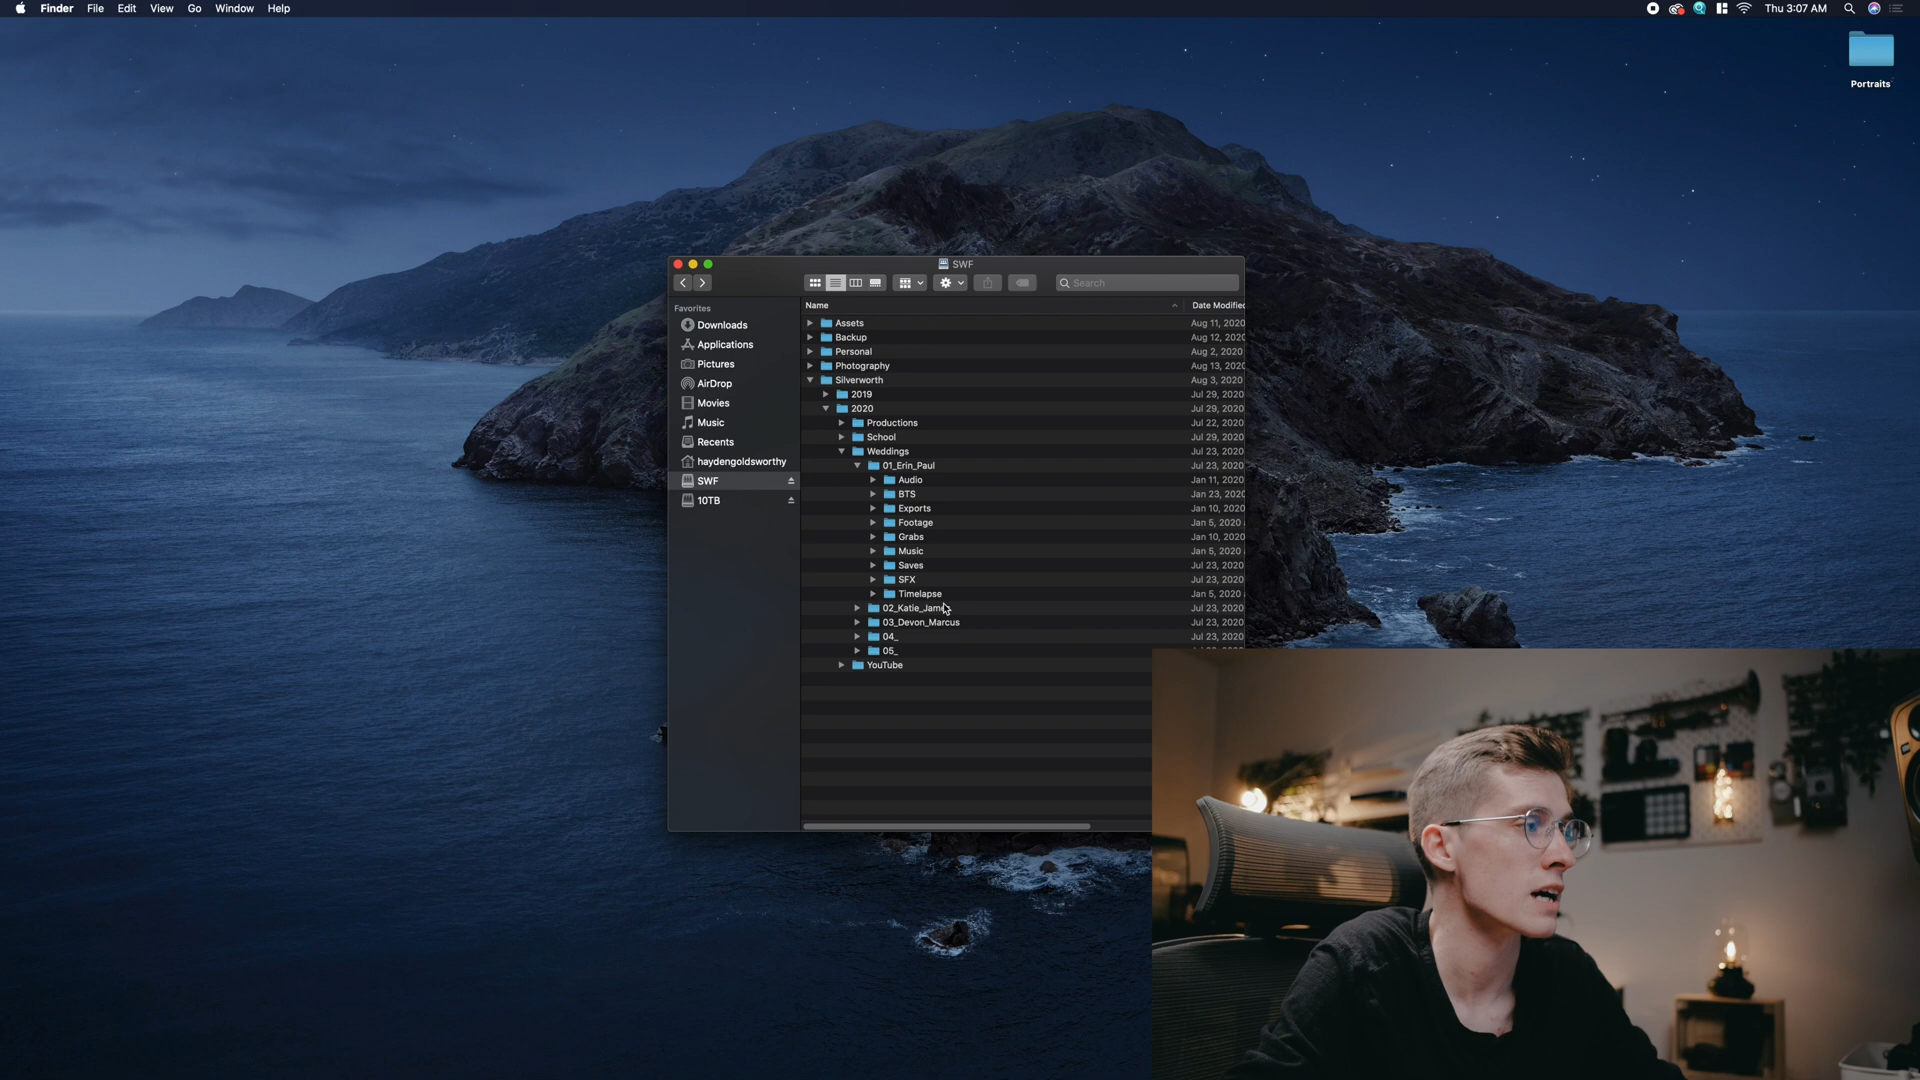 Finder File Edit View Go Window Help Thu 3:07 AM
Portraits
SWF
Search
Favorites
Downloads
Applications
Pictures
AirDrop
Movies
Music
Recents
haydengoldsworthy
SWF
10TB
Name Date Modified
Assets Aug 11, 2020
Backup Aug 12, 2020
Personal Aug 2, 2020
Photography Aug 13, 2020
Silverworth Aug 3, 2020
2019 Jul 29, 2020
2020 Jul 29, 2020
Productions Jul 22, 2020
School Jul 29, 2020
Weddings Jul 23, 2020
01_Erin_Paul Jul 23, 2020
Audio Jan 11, 2020
BTS Jan 23, 2020
Exports Jan 10, 2020
Footage Jan 5, 2020
Grabs Jan 10, 2020
Music Jan 5, 2020
Saves Jul 23, 2020
SFX Jul 23, 2020
Timelapse Jan 5, 2020
02_Katie_James Jul 23, 2020
03_Devon_Marcus Jul 23, 2020
04_ Jul 23, 2020
05_
YouTube